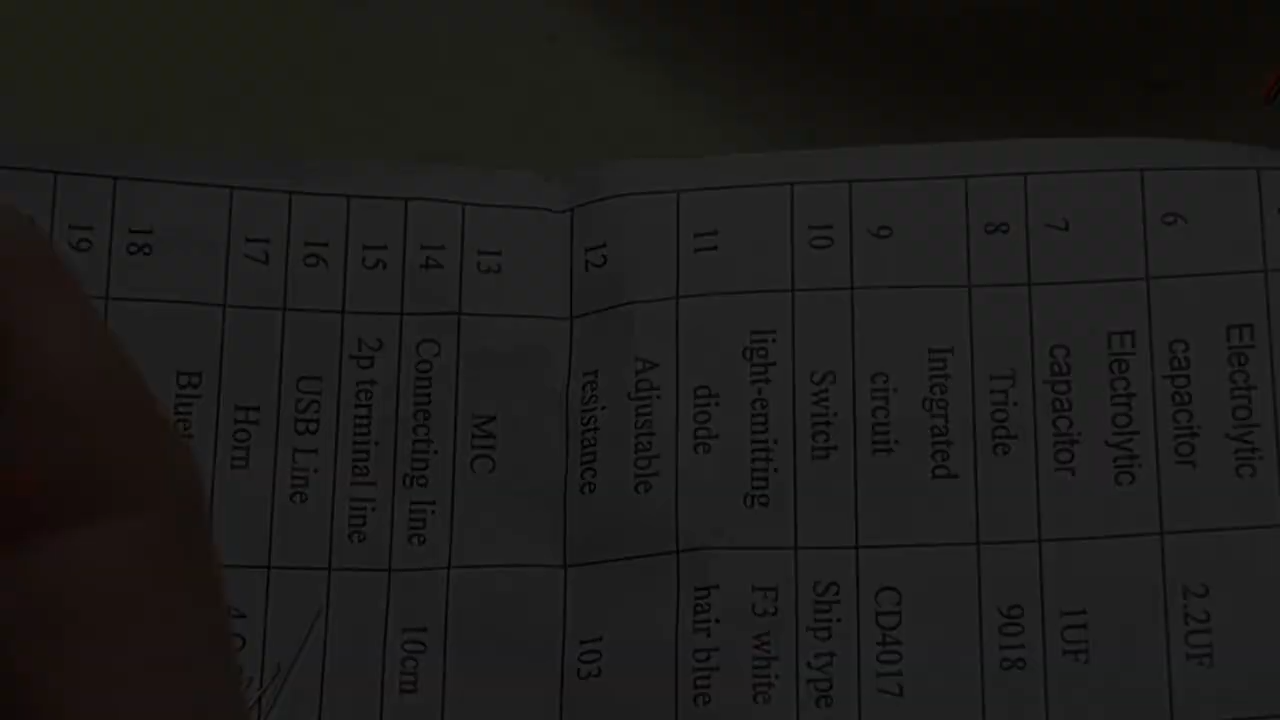 Electrolytic
6 capacitor 2.2UF
Electrolytic
7 capacitor 1UF
8 Triode 9018
Integrated
9 circuit CD4017
10 Switch Ship type
light-emitting F3 white
11 diode hair blue
Adjustable
12 resistance 103
13 MIC
14 Connecting line 10cm
15 2p terminal line
16 USB Line
17 Horn
18
19